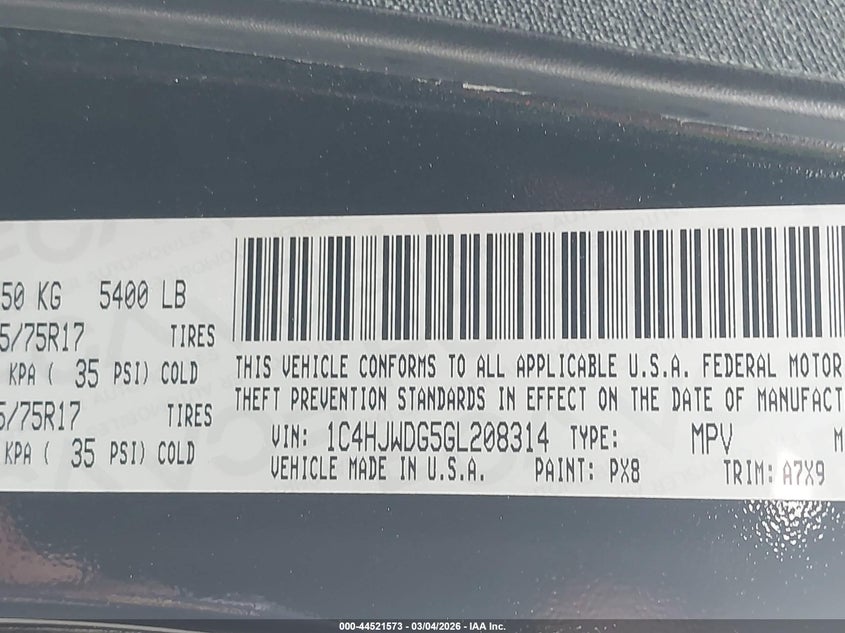 50 KG 5400 LB
5/75R17 TIRES
KPA ( 35 PSI) COLD
5/75R17 TIRES
KPA ( 35 PSI) COLD
THIS VEHICLE CONFORMS TO ALL APPLICABLE U.S.A. FEDERAL MOTOR
THEFT PREVENTION STANDARDS IN EFFECT ON THE DATE OF MANUFACT
VIN: 1C4HJWDG5GL208314 TYPE: MPV M
VEHICLE MADE IN U.S.A. PAINT: PX8 TRIM: A7X9
000-44521573 - 03/04/2026 - IAA Inc.